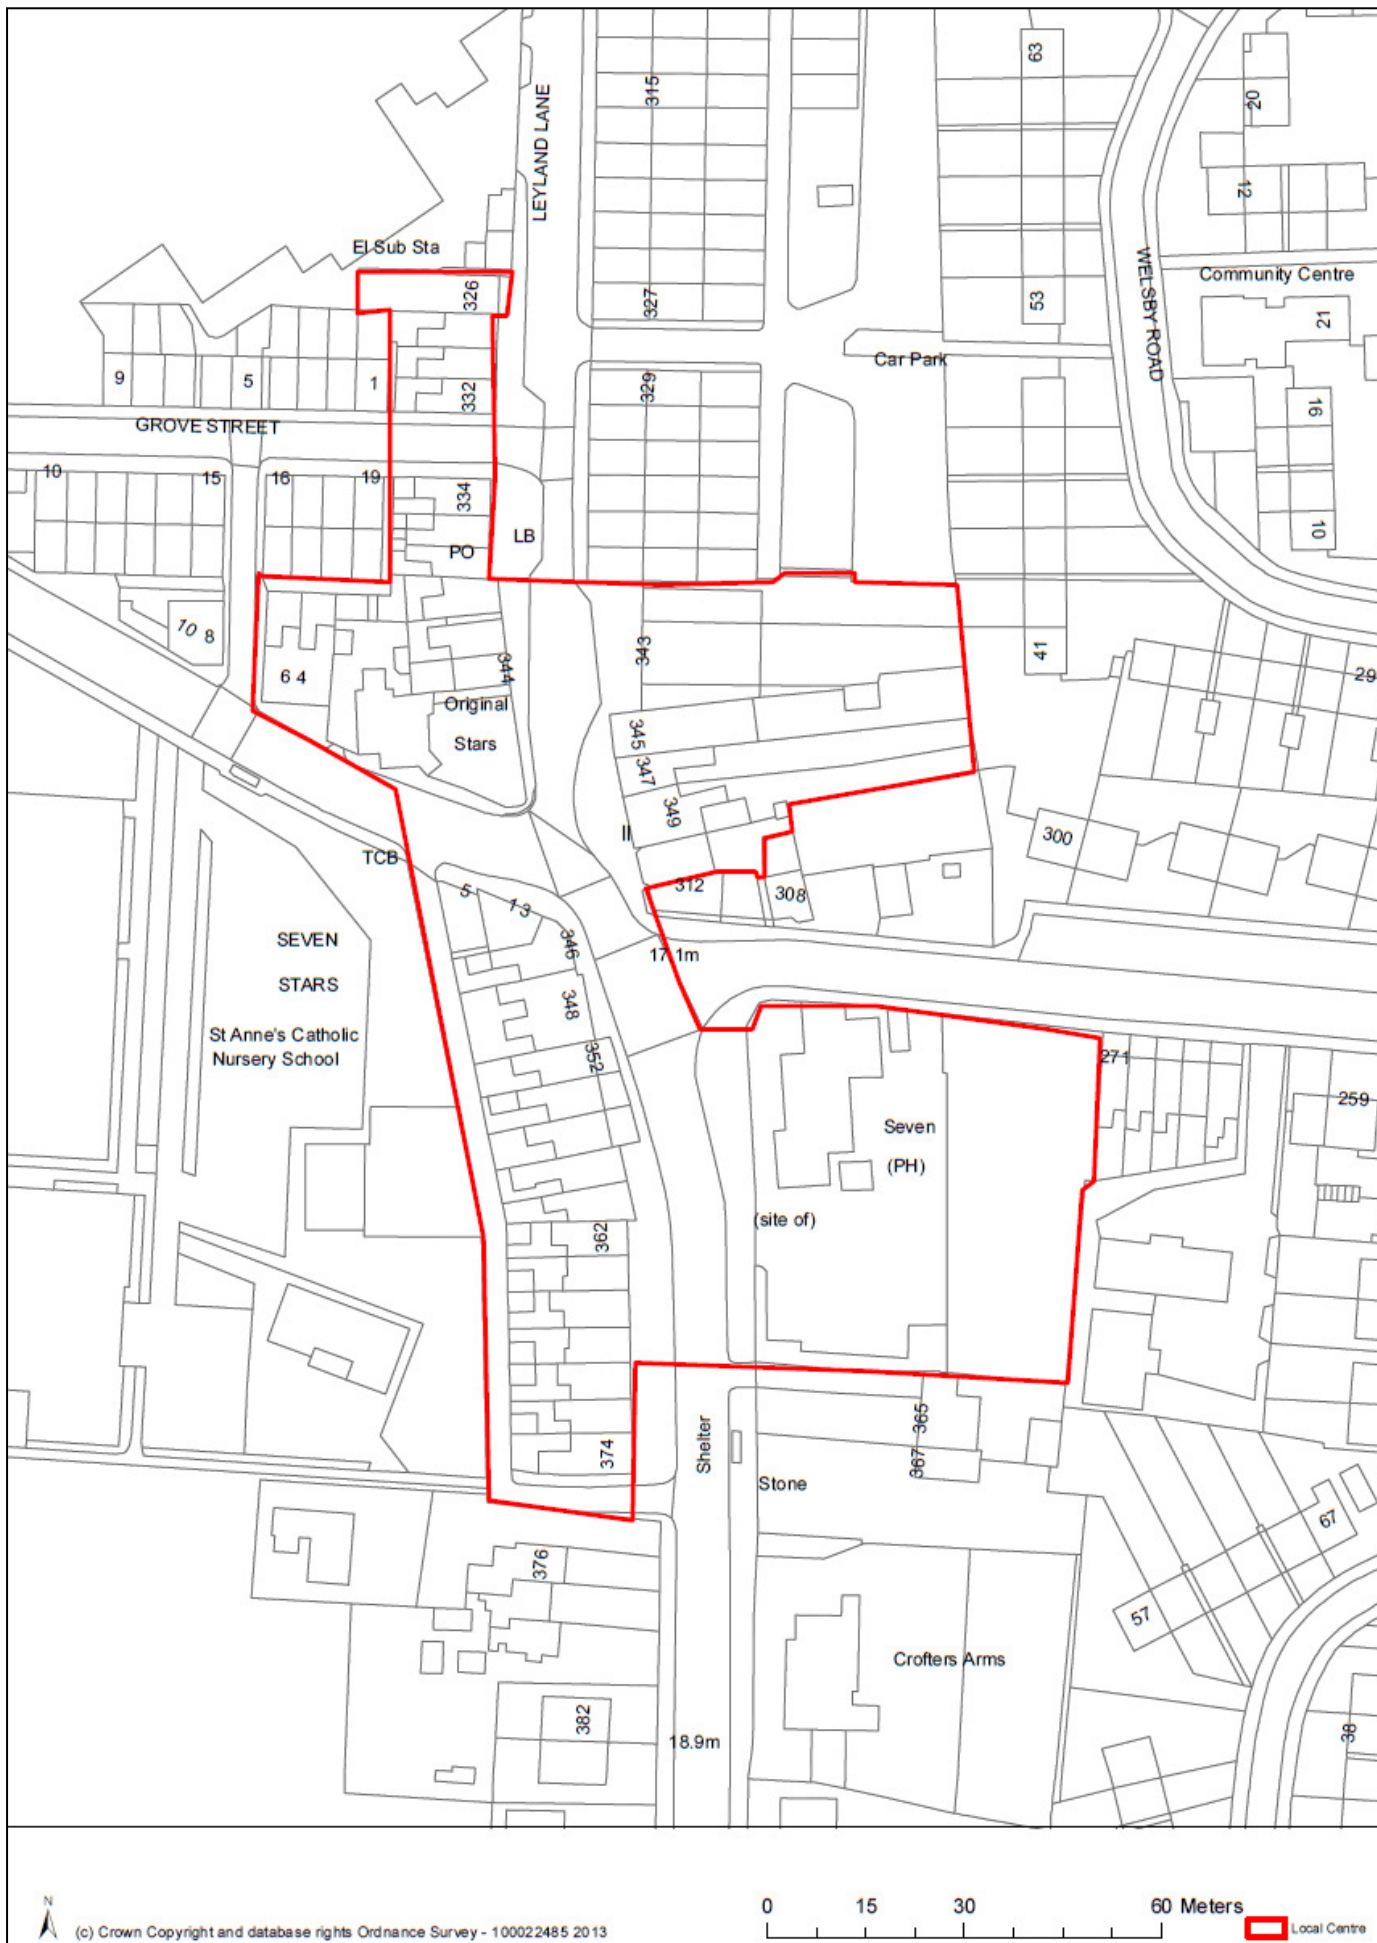 63
315
20
LEYLAND LANE
12
El Sub Sta
WELSBY ROAD
Community Centre
326
327
53
21
Car Park
9
5
1
332
329
16
GROVE STREET
10
15
16
19
334
10
PO
LB
10
8
6 4
344
343
41
29
Original
Stars
345
347
349
II
300
TCB
5
13
312
308
SEVEN
STARS
346
17.1m
348
St Anne's Catholic
Nursery School
352
271
259
Seven
(PH)
(site of)
362
365
Shelter
374
367
Stone
67
376
57
Crofters Arms
382
18.9m
38
N
0 15 30 60 Meters
(c) Crown Copyright and database rights Ordnance Survey - 100022485 2013
Local Centre